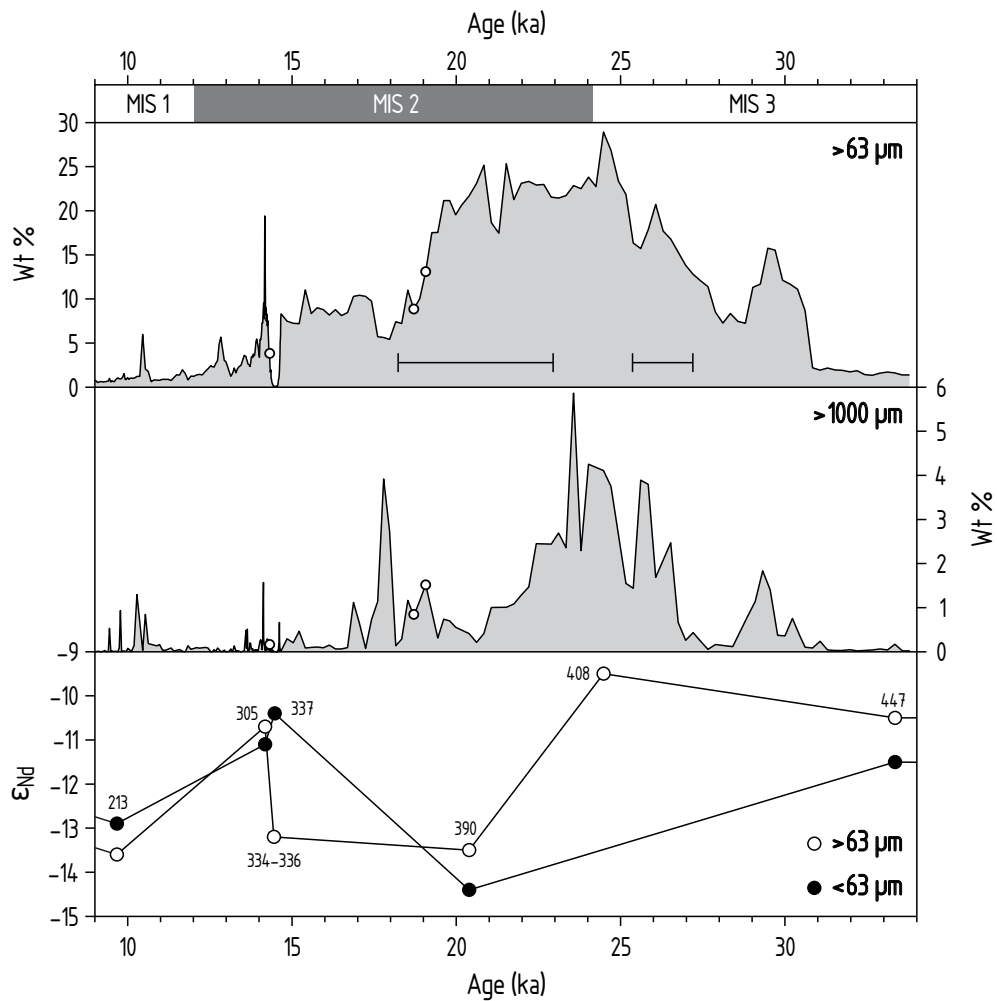 Age (ka)
10 15 20 25 30
MIS 1 MIS 2 MIS 3
>63 µm
Wt %
30
25
20
15
10
5
0
>1000 µm
Wt %
6
5
4
3
2
1
0
εNd
−9
−10
−11
−12
−13
−14
−15
213
305
337
334−336
390
408
447
>63 µm
<63 µm
10 15 20 25 30
Age (ka)